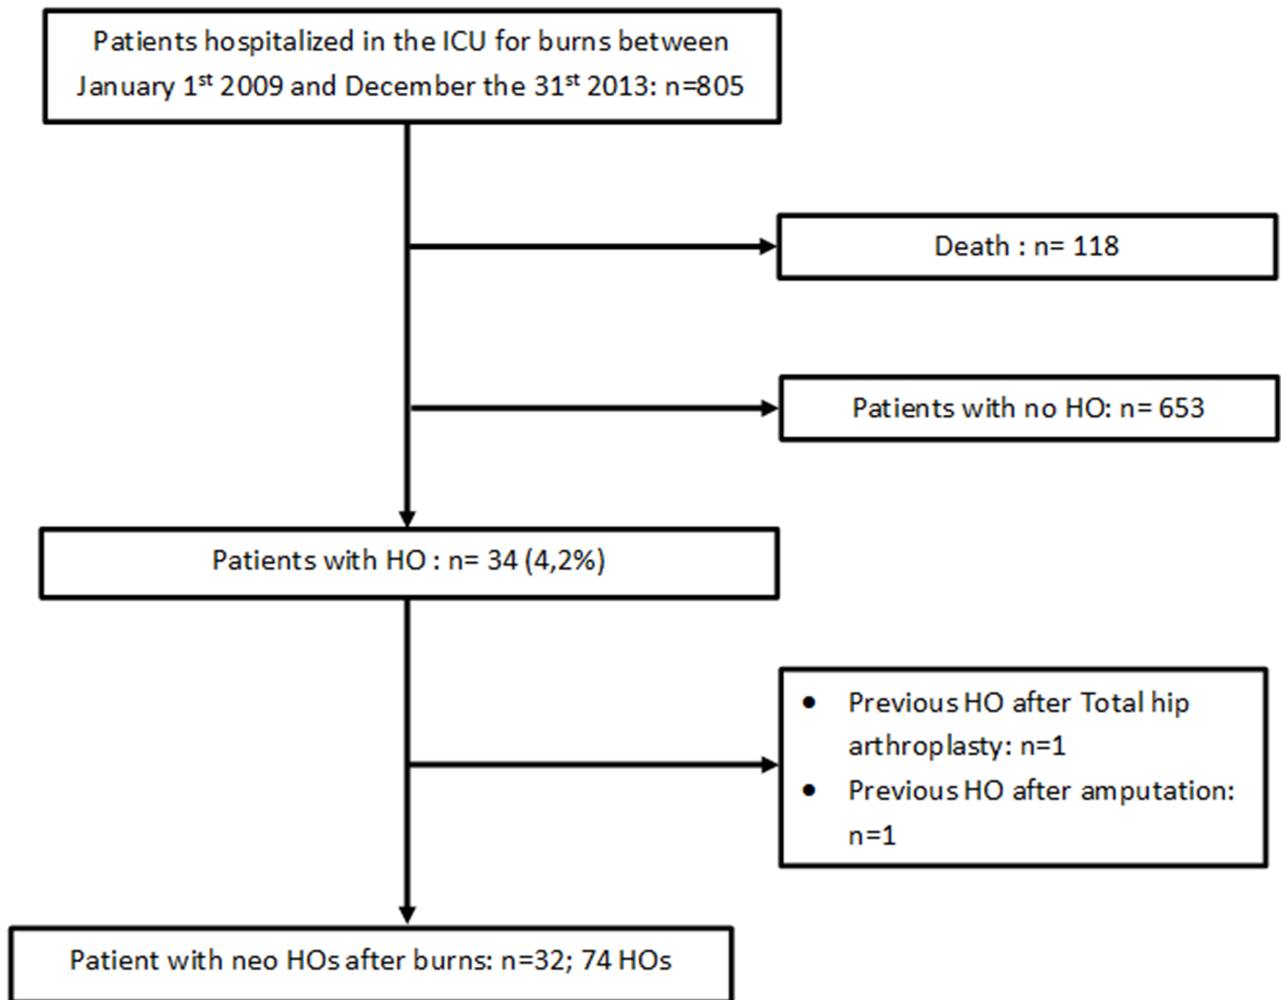 Patients hospitalized in the ICU for burns between
January 1st 2009 and December the 31st 2013: n=805
Death : n= 118
Patients with no HO: n= 653
Patients with HO : n= 34 (4,2%)
• Previous HO after Total hip
arthroplasty: n=1
• Previous HO after amputation:
n=1
Patient with neo HOs after burns: n=32; 74 HOs